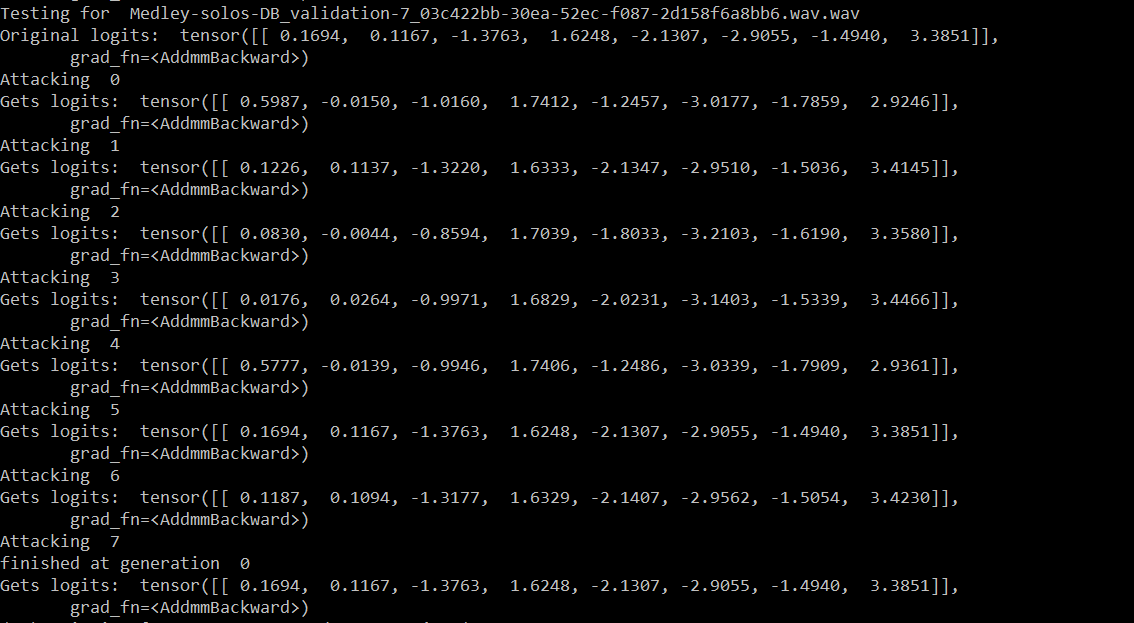 Testing for  Medley-solos-DB_validation-7_03c422bb-30ea-52ec-f087-2d158f6a8bb6.wav.wav
Original logits:  tensor([[ 0.1694,  0.1167, -1.3763,  1.6248, -2.1307, -2.9055, -1.4940,  3.3851]],
       grad_fn=<AddmmBackward>)
Attacking  0
Gets logits:  tensor([[ 0.5987, -0.0150, -1.0160,  1.7412, -1.2457, -3.0177, -1.7859,  2.9246]],
       grad_fn=<AddmmBackward>)
Attacking  1
Gets logits:  tensor([[ 0.1226,  0.1137, -1.3220,  1.6333, -2.1347, -2.9510, -1.5036,  3.4145]],
       grad_fn=<AddmmBackward>)
Attacking  2
Gets logits:  tensor([[ 0.0830, -0.0044, -0.8594,  1.7039, -1.8033, -3.2103, -1.6190,  3.3580]],
       grad_fn=<AddmmBackward>)
Attacking  3
Gets logits:  tensor([[ 0.0176,  0.0264, -0.9971,  1.6829, -2.0231, -3.1403, -1.5339,  3.4466]],
       grad_fn=<AddmmBackward>)
Attacking  4
Gets logits:  tensor([[ 0.5777, -0.0139, -0.9946,  1.7406, -1.2486, -3.0339, -1.7909,  2.9361]],
       grad_fn=<AddmmBackward>)
Attacking  5
Gets logits:  tensor([[ 0.1694,  0.1167, -1.3763,  1.6248, -2.1307, -2.9055, -1.4940,  3.3851]],
       grad_fn=<AddmmBackward>)
Attacking  6
Gets logits:  tensor([[ 0.1187,  0.1094, -1.3177,  1.6329, -2.1407, -2.9562, -1.5054,  3.4230]],
       grad_fn=<AddmmBackward>)
Attacking  7
finished at generation  0
Gets logits:  tensor([[ 0.1694,  0.1167, -1.3763,  1.6248, -2.1307, -2.9055, -1.4940,  3.3851]],
       grad_fn=<AddmmBackward>)